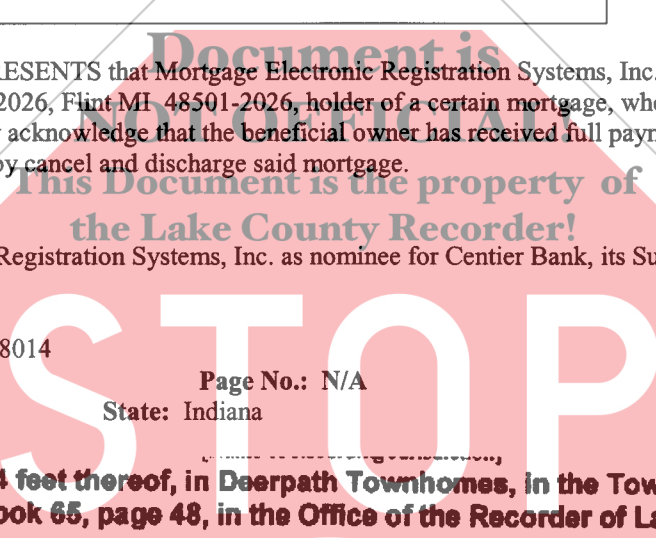 Document is
ESENTS that Mortgage Electronic Registration Systems, Inc.
2026, Flint MI 48501-2026, holder of a certain mortgage, wh
NOT OFFICIAL!
acknowledge that the beneficial owner has received full paym
by cancel and discharge said mortgage.
This Document is the property of
the Lake County Recorder!
Registration Systems, Inc. as nominee for Centier Bank, its Su
STOP
8014
Page No.: N/A
State: Indiana
4 feet thereof, in Deerpath Townhomes, in the Tow
ook 65, page 48, in the Office of the Recorder of La